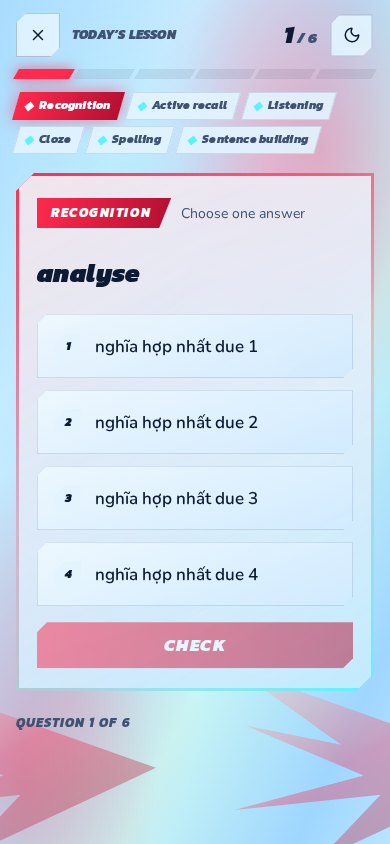 TODAY'S LESSON
1 / 6
Recognition
Active recall
Listening
Cloze
Spelling
Sentence building
RECOGNITION
Choose one answer
analyse
1 nghĩa hợp nhất due 1
2 nghĩa hợp nhất due 2
3 nghĩa hợp nhất due 3
4 nghĩa hợp nhất due 4
CHECK
QUESTION 1 OF 6